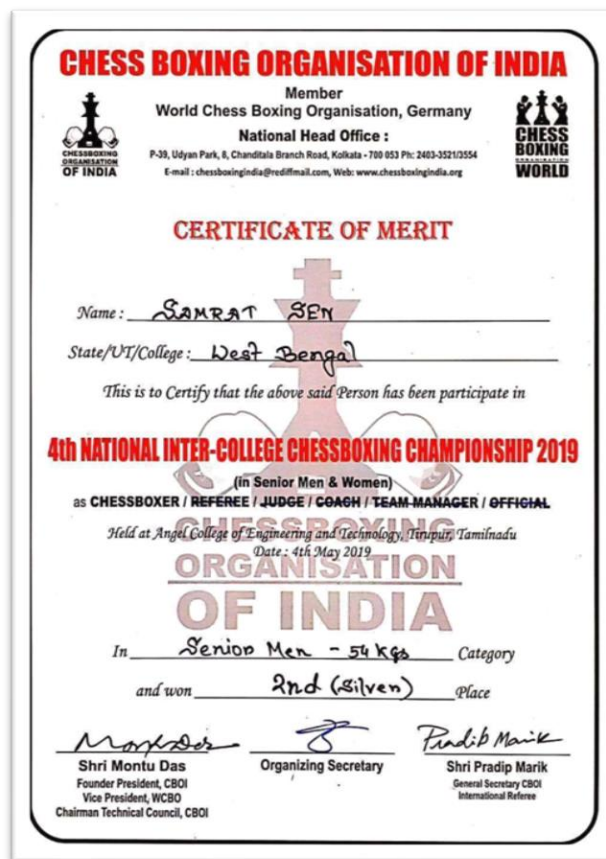 CHESS BOXING ORGANISATION OF INDIA
Member
World Chess Boxing Organisation, Germany
National Head Office :
P-39, Udyan Park, 8, Chanditala Branch Road, Kolkata - 700 053 Ph: 2403-3521/3554
E-mail : chessboxingindia@rediffmail.com, Web: www.chessboxingindia.org
CHESSBOXING
ORGANISATION
OF INDIA
CHESS
BOXING
ORGANISATION
WORLD
CERTIFICATE OF MERIT
Name : SAMRAT SEN
State/UT/College : West Bengal
This is to Certify that the above said Person has been participate in
4th NATIONAL INTER-COLLEGE CHESSBOXING CHAMPIONSHIP 2019
(in Senior Men & Women)
as CHESSBOXER / REFEREE / JUDGE / COACH / TEAM MANAGER / OFFICIAL
Held at Angel College of Engineering and Technology, Tirupur, Tamilnadu
Date : 4th May 2019
CHESSBOXING
ORGANISATION
OF INDIA
In Senior Men - 54 Kgs Category
and won 2nd (Silver) Place
Shri Montu Das
Founder President, CBOI
Vice President, WCBO
Chairman Technical Council, CBOI
Organizing Secretary
Pradip Marik
Shri Pradip Marik
General Secretary CBOI
International Referee